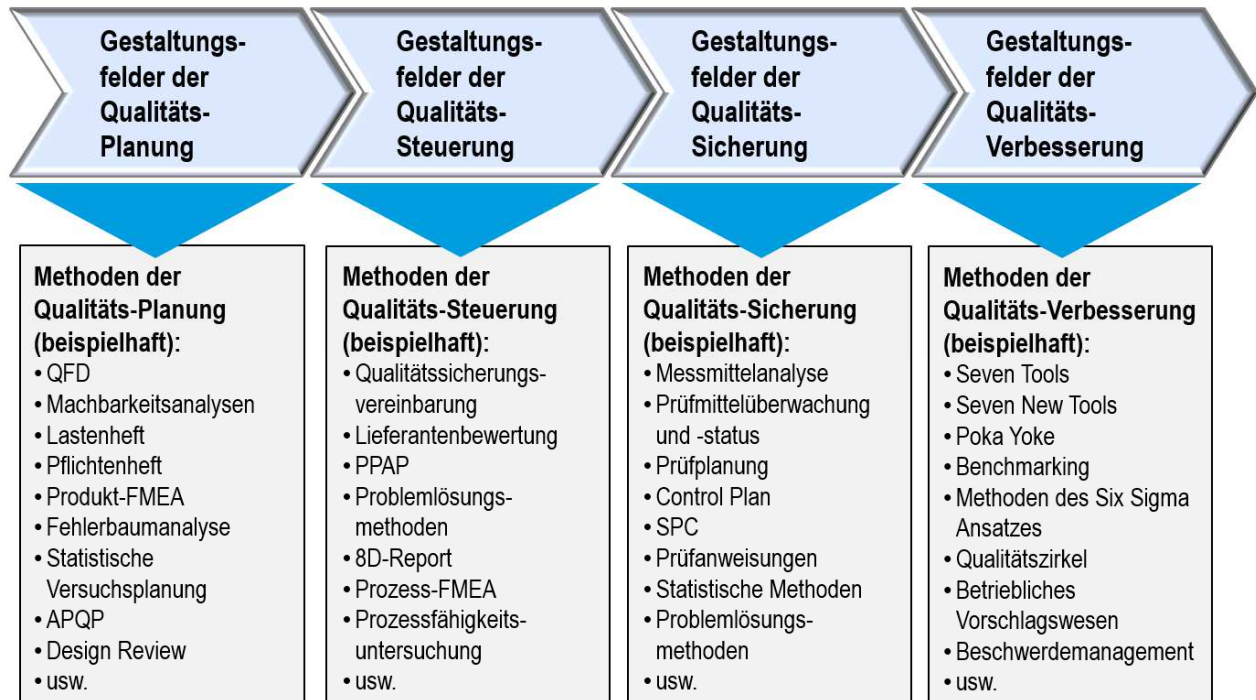 Gestaltungs-
felder der
Qualitäts-
Planung
Gestaltungs-
felder der
Qualitäts-
Steuerung
Gestaltungs-
felder der
Qualitäts-
Sicherung
Gestaltungs-
felder der
Qualitäts-
Verbesserung
Methoden der
Qualitäts-Planung
(beispielhaft):
• QFD
• Machbarkeitsanalysen
• Lastenheft
• Pflichtenheft
• Produkt-FMEA
• Fehlerbaumanalyse
• Statistische
Versuchsplanung
• APQP
• Design Review
• usw.
Methoden der
Qualitäts-Steuerung
(beispielhaft):
• Qualitätssicherungs-
vereinbarung
• Lieferantenbewertung
• PPAP
• Problemlösungs-
methoden
• 8D-Report
• Prozess-FMEA
• Prozessfähigkeits-
untersuchung
• usw.
Methoden der
Qualitäts-Sicherung
(beispielhaft):
• Messmittelanalyse
• Prüfmittelüberwachung
und -status
• Prüfplanung
• Control Plan
• SPC
• Prüfanweisungen
• Statistische Methoden
• Problemlösungs-
methoden
• usw.
Methoden der
Qualitäts-Verbesserung
(beispielhaft):
• Seven Tools
• Seven New Tools
• Poka Yoke
• Benchmarking
• Methoden des Six Sigma
Ansatzes
• Qualitätszirkel
• Betriebliches
Vorschlagswesen
• Beschwerdemanagement
• usw.